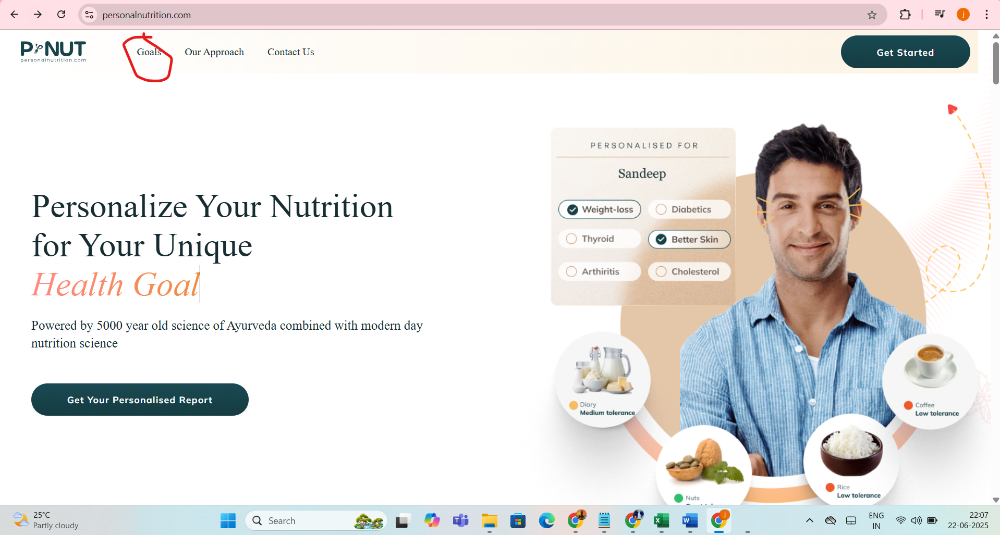 personalnutrition.com
j
P NUT
personalnutrition.com
Goals
Our Approach
Contact Us
Get Started
Personalize Your Nutrition
for Your Unique
Health Goal
Powered by 5000 year old science of Ayurveda combined with modern day
nutrition science
Get Your Personalised Report
PERSONALISED FOR
Sandeep
Weight-loss
Diabetics
Thyroid
Better Skin
Arthiritis
Cholesterol
Diary
Medium tolerance
Coffee
Low tolerance
Nuts
Rice
Low tolerance
25°C
Partly cloudy
Search
ENG
IN
22:07
22-06-2025